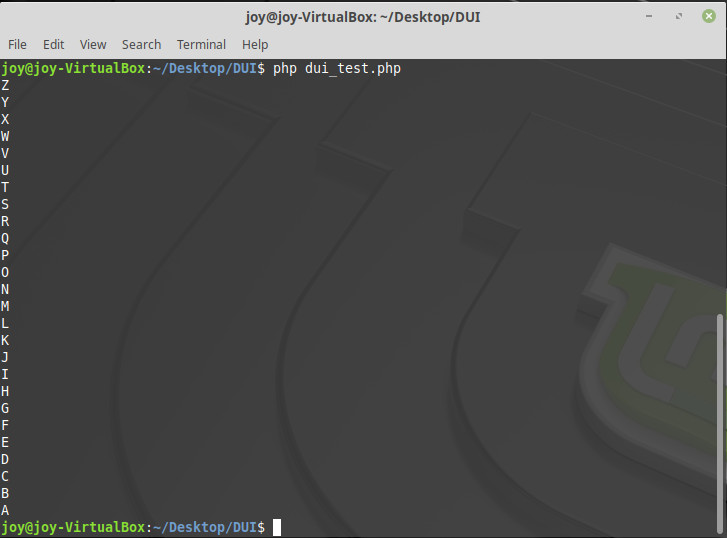 joy@joy-VirtualBox: ~/Desktop/DUI
File Edit View Search Terminal Help
joy@joy-VirtualBox:~/Desktop/DUI$ php dui_test.php
Z
Y
X
W
V
U
T
S
R
Q
P
O
N
M
L
K
J
I
H
G
F
E
D
C
B
A
joy@joy-VirtualBox:~/Desktop/DUI$